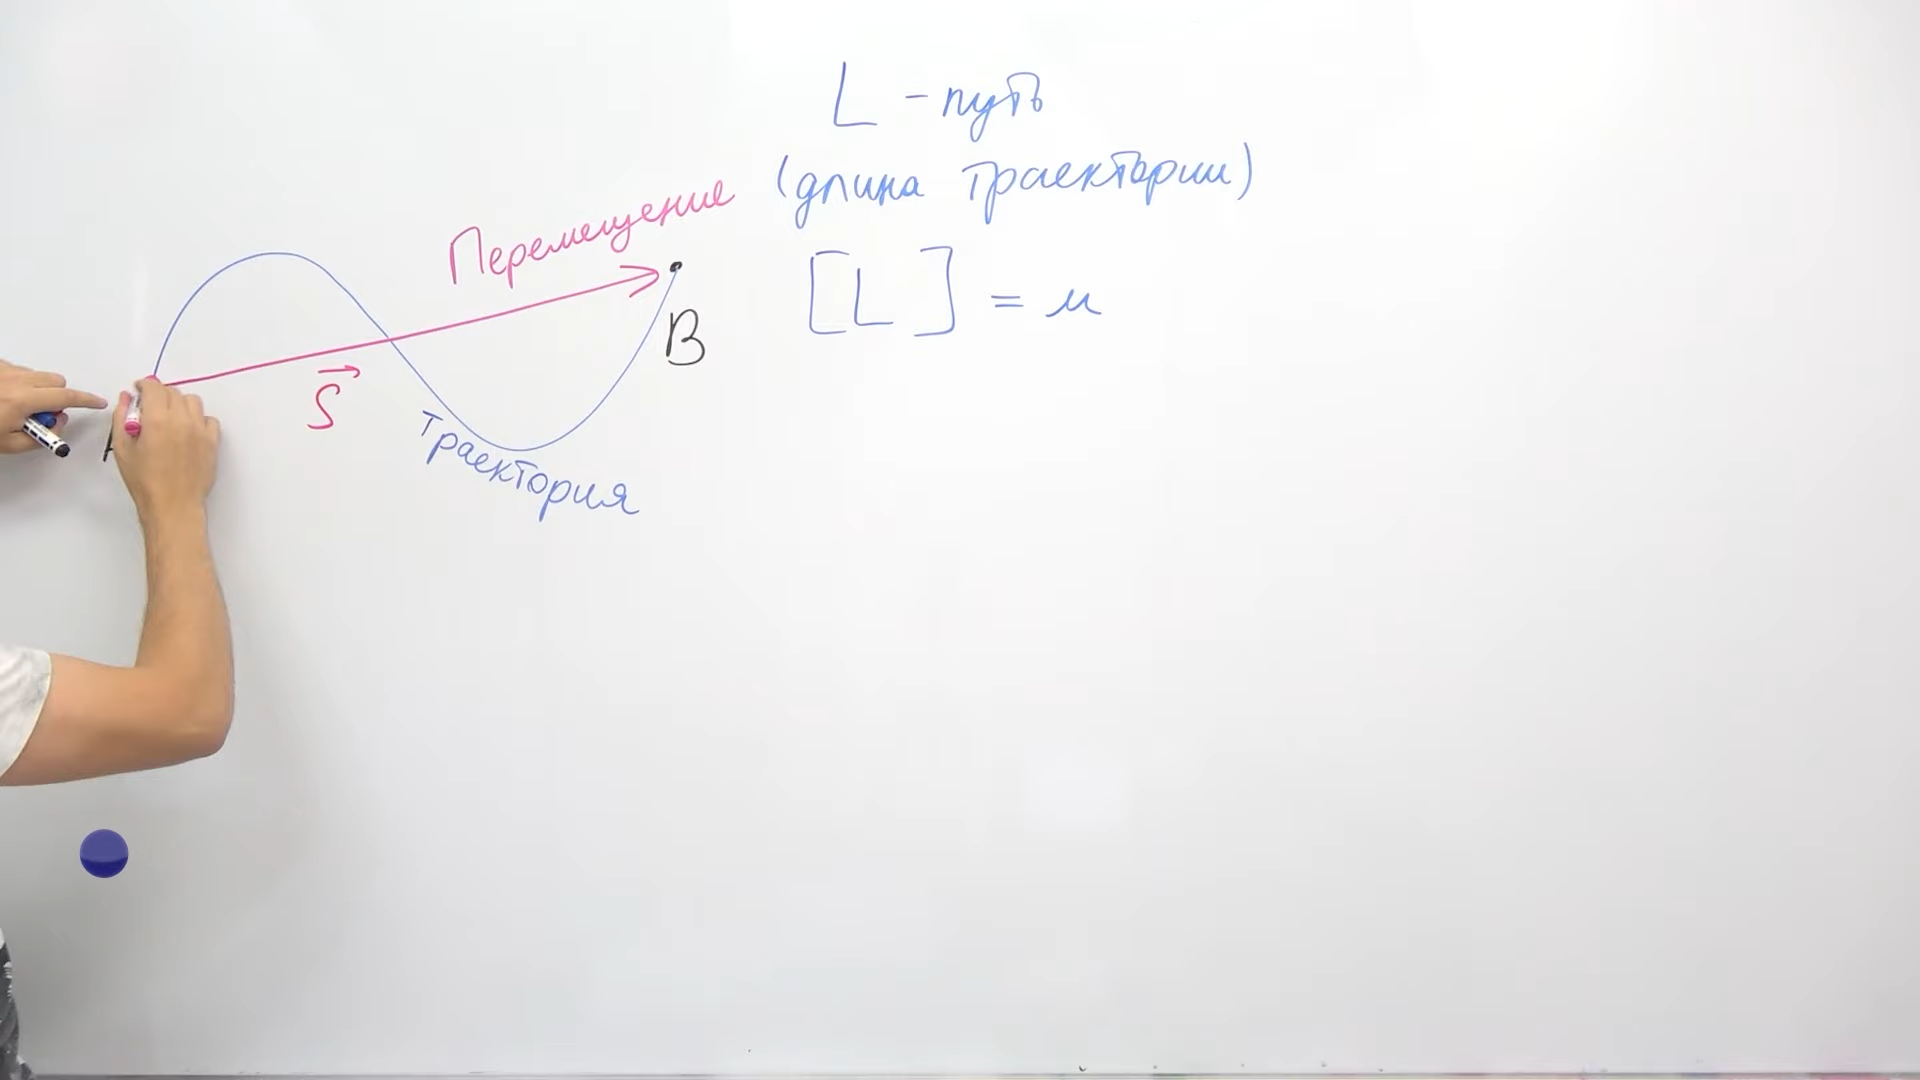 L - путь
(длина траектории)
[L] = м
Перемещение
S
B
Траектория